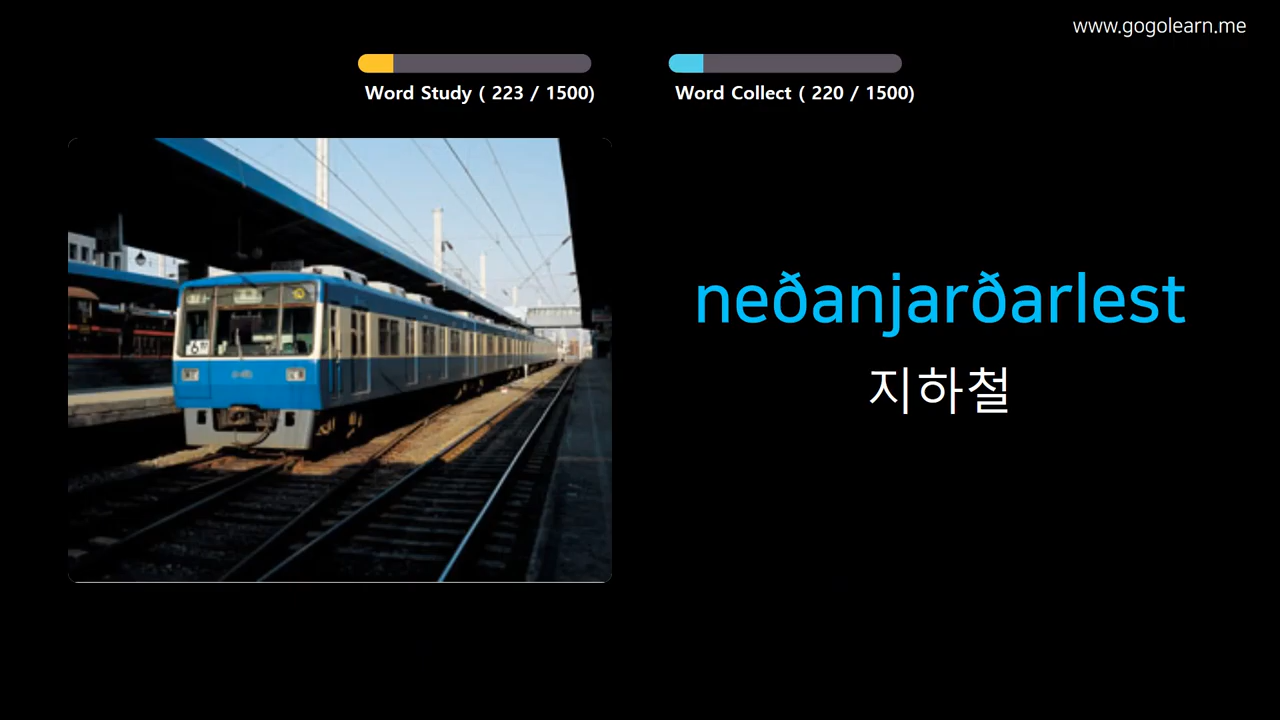 www.gogolearn.me
Word Study ( 223 / 1500)
Word Collect ( 220 / 1500)
neðanjarðarlest
지하철